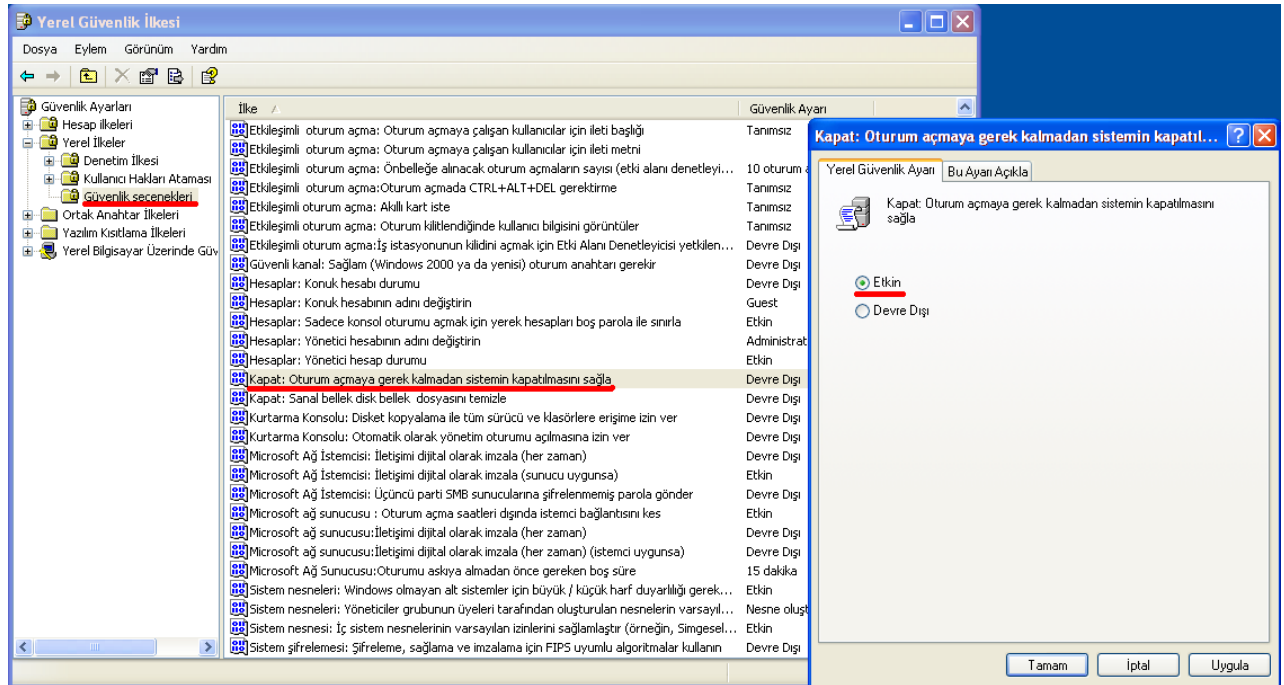 Yerel Güvenlik İlkesi
Dosya Eylem Görünüm Yardım
Güvenlik Ayarları
Hesap ilkeleri
Yerel İlkeler
Denetim İlkesi
Kullanıcı Hakları Ataması
Güvenlik seçenekleri
Ortak Anahtar İlkeleri
Yazılım Kısıtlama İlkeleri
Yerel Bilgisayar Üzerinde Güv
İlke Güvenlik Ayarı
Etkileşimli oturum açma: Oturum açmaya çalışan kullanıcılar için ileti başlığı Tanımsız
Etkileşimli oturum açma: Oturum açmaya çalışan kullanıcılar için ileti metni
Etkileşimli oturum açma: Önbelleğe alınacak oturum açmaların sayısı (etki alanı denetleyi... 10 oturum
Etkileşimli oturum açma:Oturum açmada CTRL+ALT+DEL gerektirme Tanımsız
Etkileşimli oturum açma: Akıllı kart iste Tanımsız
Etkileşimli oturum açma: Oturum kilitlendiğinde kullanıcı bilgisini görüntüler Tanımsız
Etkileşimli oturum açma:İş istasyonunun kilidini açmak için Etki Alanı Denetleyicisi yetkilen... Devre Dışı
Güvenli kanal: Sağlam (Windows 2000 ya da yenisi) oturum anahtarı gerekir Devre Dışı
Hesaplar: Konuk hesabı durumu Devre Dışı
Hesaplar: Konuk hesabının adını değiştirin Guest
Hesaplar: Sadece konsol oturumu açmak için yerek hesapları boş parola ile sınırla Etkin
Hesaplar: Yönetici hesabının adını değiştirin Administrat
Hesaplar: Yönetici hesap durumu Etkin
Kapat: Oturum açmaya gerek kalmadan sistemin kapatılmasını sağla Devre Dışı
Kapat: Sanal bellek disk bellek dosyasını temizle Devre Dışı
Kurtarma Konsolu: Disket kopyalama ile tüm sürücü ve klasörlere erişime izin ver Devre Dışı
Kurtarma Konsolu: Otomatik olarak yönetim oturumu açılmasına izin ver Devre Dışı
Microsoft Ağ İstemcisi: İletişimi dijital olarak imzala (her zaman) Devre Dışı
Microsoft Ağ İstemcisi: İletişimi dijital olarak imzala (sunucu uygunsa) Etkin
Microsoft Ağ İstemcisi: Üçüncü parti SMB sunucularına şifrelenmemiş parola gönder Devre Dışı
Microsoft ağ sunucusu : Oturum açma saatleri dışında istemci bağlantısını kes Etkin
Microsoft ağ sunucusu:İletişimi dijital olarak imzala (her zaman) Devre Dışı
Microsoft ağ sunucusu:İletişimi dijital olarak imzala (her zaman) (istemci uygunsa) Devre Dışı
Microsoft Ağ Sunucusu:Oturumu askıya almadan önce gereken boş süre 15 dakika
Sistem nesneleri: Windows olmayan alt sistemler için büyük / küçük harf duyarlılığı gerek... Etkin
Sistem nesneleri: Yöneticiler grubunun üyeleri tarafından oluşturulan nesnelerin varsayıl... Nesne oluşt
Sistem nesnesi: İç sistem nesnelerinin varsayılan izinlerini sağlamlaştır (örneğin, Simgesel... Etkin
Sistem şifrelemesi: Şifreleme, sağlama ve imzalama için FIPS uyumlu algoritmalar kullanın Devre Dışı
Kapat: Oturum açmaya gerek kalmadan sistemin kapatıl...
Yerel Güvenlik Ayarı Bu Ayarı Açıkla
Kapat: Oturum açmaya gerek kalmadan sistemin kapatılmasını
sağla
Etkin
Devre Dışı
Tamam İptal Uygula